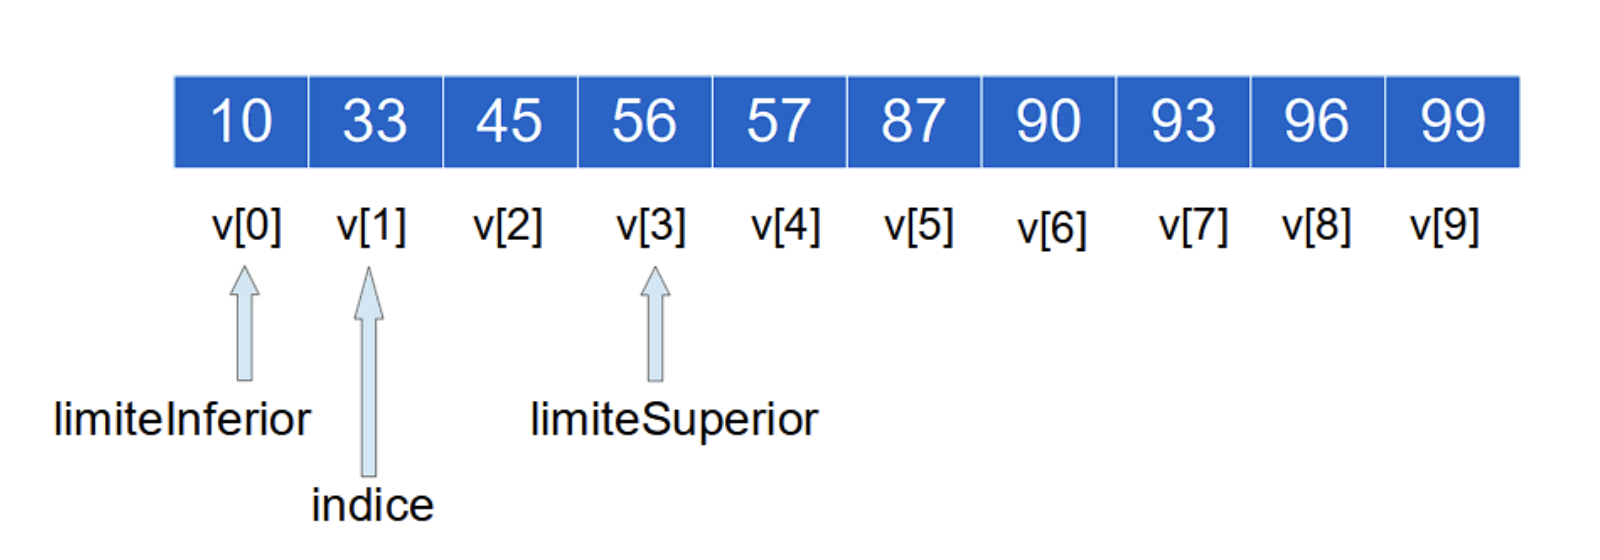 10 33 45 56 57 87 90 93 96 99
v[0] v[1] v[2] v[3] v[4] v[5] v[6] v[7] v[8] v[9]
limiteInferior limiteSuperior
indice